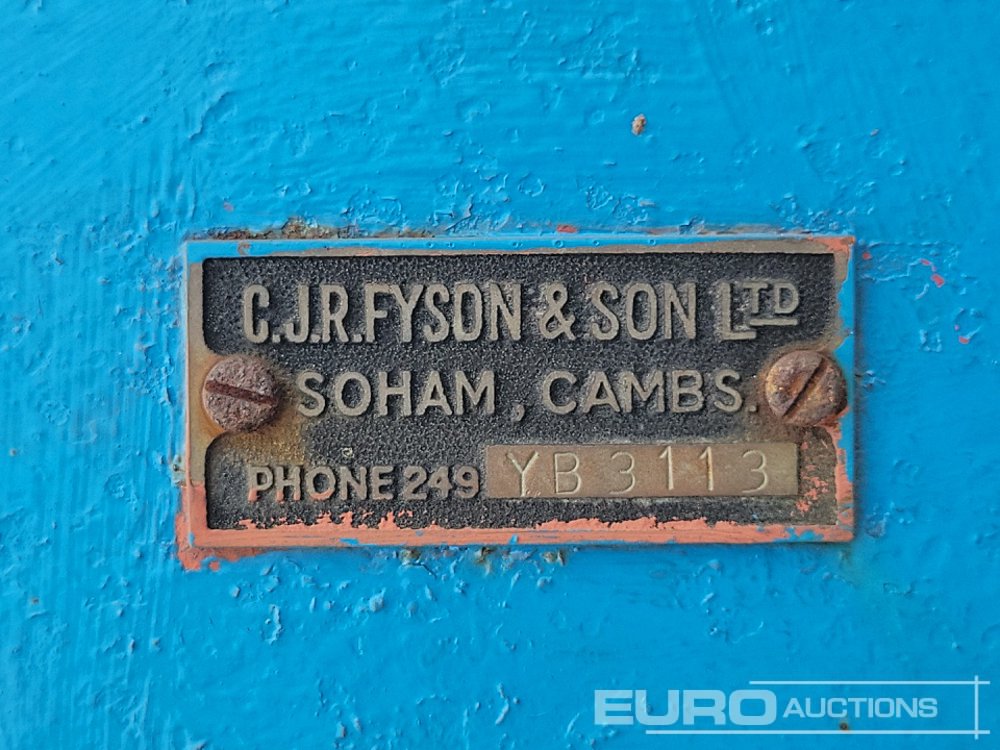 C.J.R. FYSON & SON LTD
SOHAM, CAMBS.
PHONE 249 YB 3113
EURO AUCTIONS